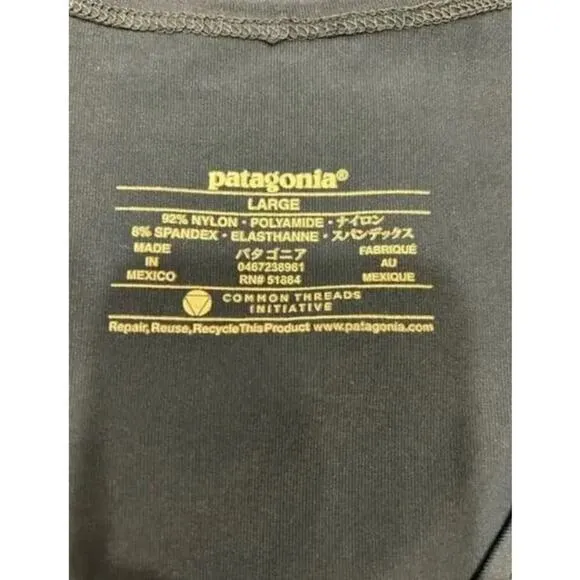 patagonia®
LARGE
92% NYLON · POLYAMIDE · ナイロン
8% SPANDEX · ELASTHANNE · スパンデックス
MADE IN MEXICO
パタゴニア
0467236961
RN# 51884
FABRIQUÉ AU MEXIQUE
COMMON THREADS
INITIATIVE
Repair, Reuse, Recycle This Product www.patagonia.com